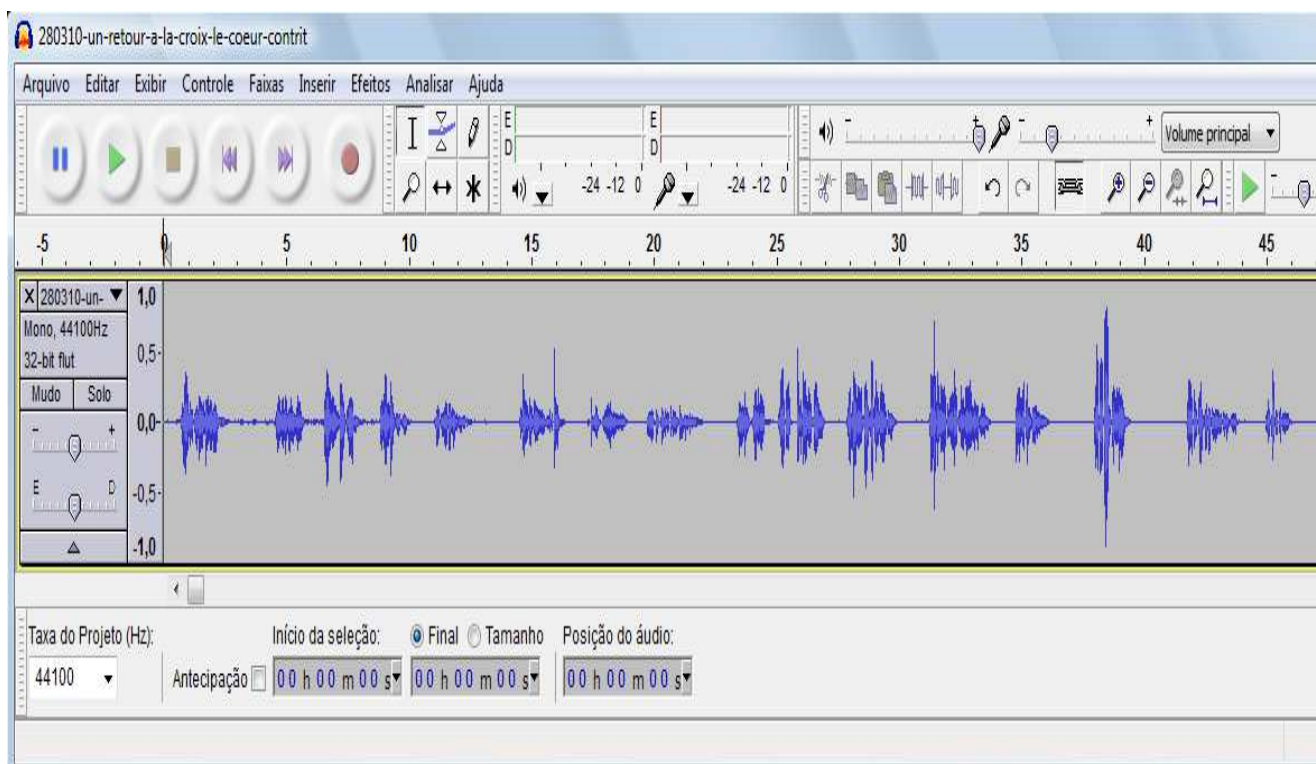 280310-un-retour-a-la-croix-le-coeur-contrit
Arquivo Editar Exibir Controle Faixas Inserir Efeitos Analisar Ajuda
E
D
-24 -12 0
E
D
-24 -12 0
- +
- +
Volume principal
-5 0 5 10 15 20 25 30 35 40 45
X 280310-un-
Mono, 44100Hz
32-bit flut
Mudo Solo
- +
E D
1,0
0,5-
0,0-
-0,5-
-1,0
Taxa do Projeto (Hz): Início da seleção: Final Tamanho Posição do áudio:
44100 Antecipação 00 h 00 m 00 s 00 h 00 m 00 s 00 h 00 m 00 s